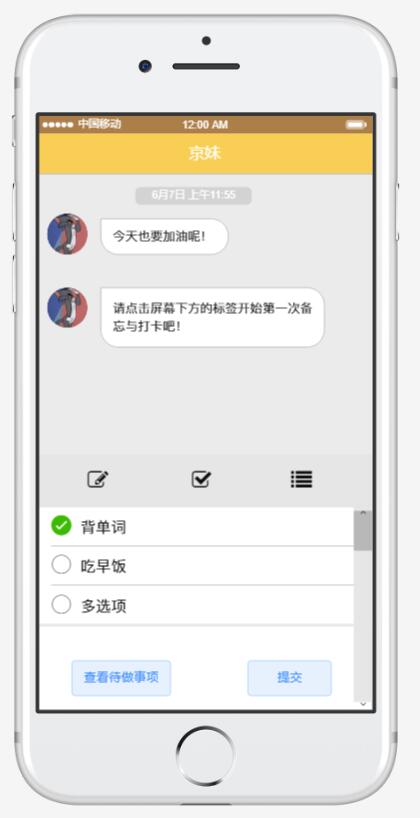 中国移动 12:00 AM
京妹
6月7日 上午11:55
今天也要加油呢！
请点击屏幕下方的标签开始第一次备
忘与打卡吧！
背单词
吃早饭
多选项
查看待做事项 提交